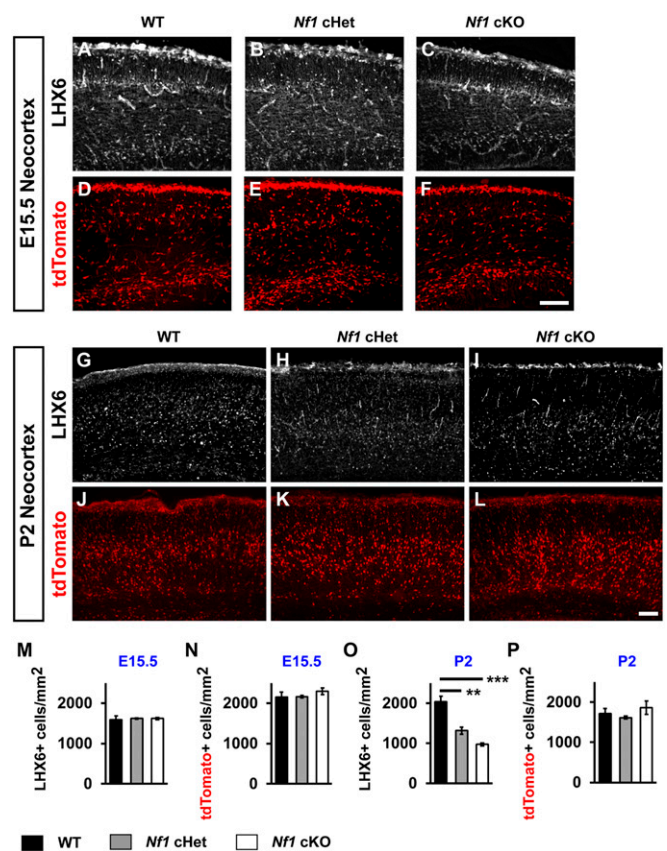 WT Nf1 cHet Nf1 cKO
E15.5 Neocortex
LHX6
A B C
tdTomato
D E F
WT Nf1 cHet Nf1 cKO
P2 Neocortex
LHX6
G H I
tdTomato
J K L
M E15.5
LHX6+ cells/mm2
2000
1000
0
N E15.5
tdTomato+ cells/mm2
2000
1000
0
O P2
LHX6+ cells/mm2
2000
1000
0
***
**
P P2
tdTomato+ cells/mm2
2000
1000
0
WT Nf1 cHet Nf1 cKO